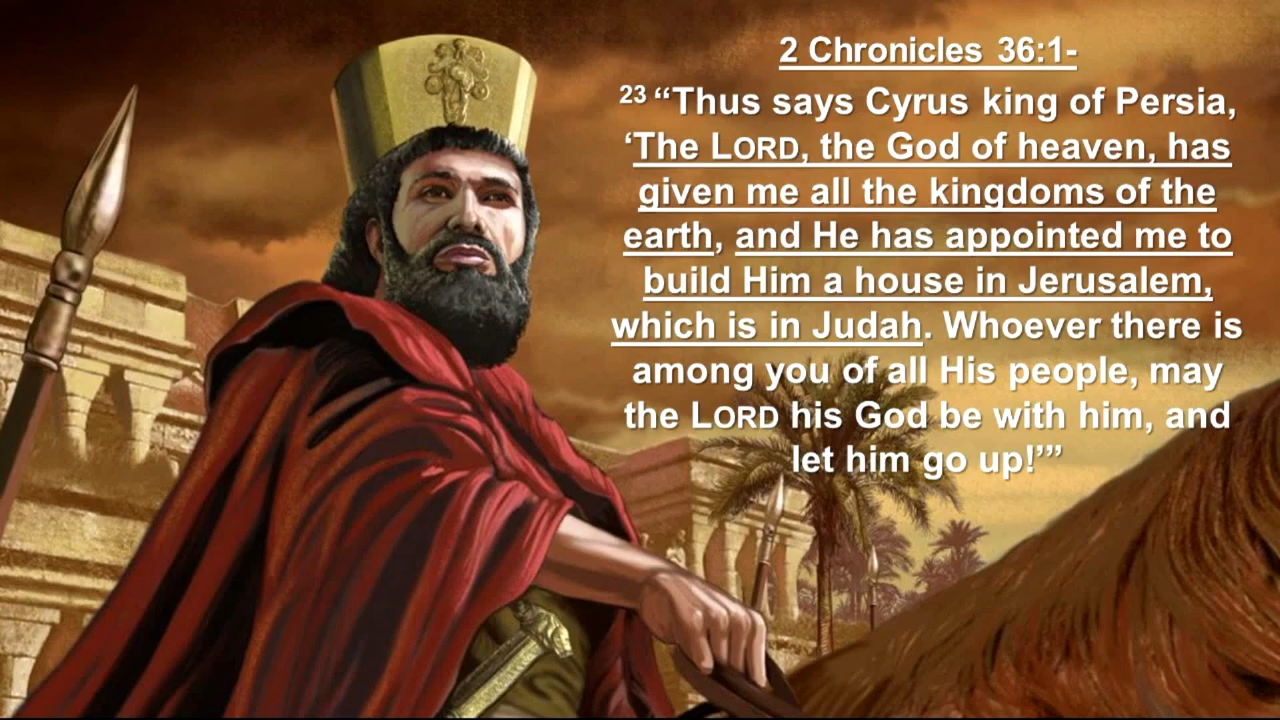 2 Chronicles 36:1-
23 “Thus says Cyrus king of Persia,
‘The LORD, the God of heaven, has
given me all the kingdoms of the
earth, and He has appointed me to
build Him a house in Jerusalem,
which is in Judah. Whoever there is
among you of all His people, may
the LORD his God be with him, and
let him go up!’”